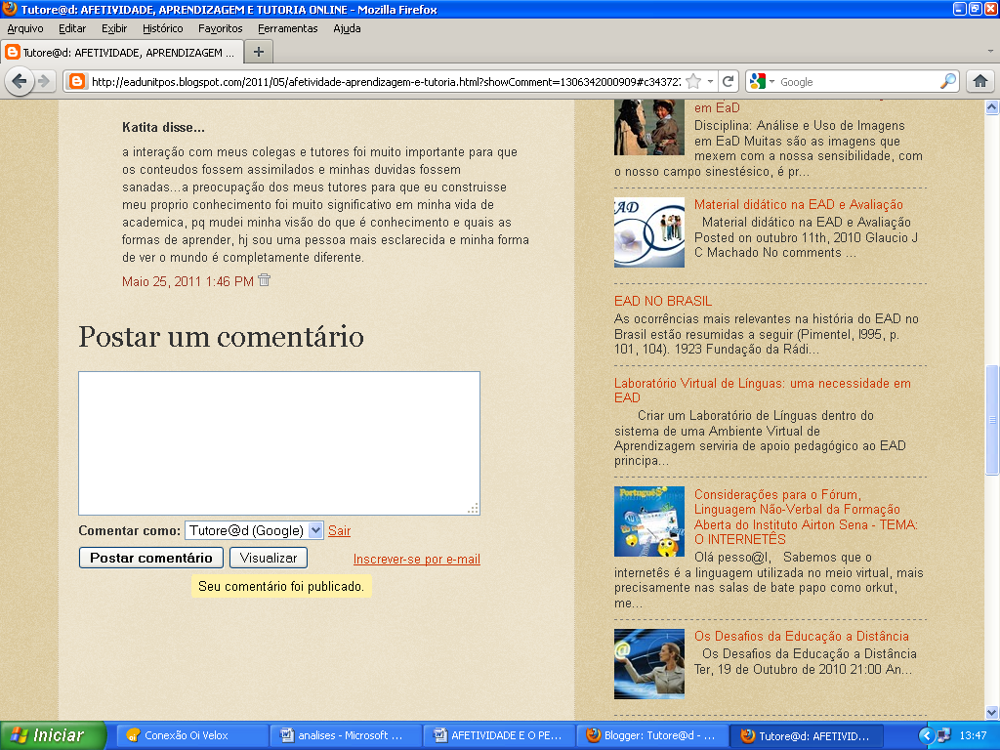 Tutore@d: AFETIVIDADE, APRENDIZAGEM E TUTORIA ONLINE - Mozilla Firefox
Arquivo Editar Exibir Histórico Favoritos Ferramentas Ajuda
Tutore@d: AFETIVIDADE, APRENDIZAGEM ...
http://eadunitpos.blogspot.com/2011/05/afetividade-aprendizagem-e-tutoria.html?showComment=1306342000909#c343727
Google
Katita disse...
a interação com meus colegas e tutores foi muito importante para que
os conteudos fossem assimilados e minhas duvidas fossem
sanadas...a preocupação dos meus tutores para que eu construisse
meu proprio conhecimento foi muito significativo em minha vida de
academica, pq mudei minha visão do que é conhecimento e quais as
formas de aprender, hj sou uma pessoa mais esclarecida e minha forma
de ver o mundo é completamente diferente.
Maio 25, 2011 1:46 PM
Postar um comentário
Comentar como: Tutore@d (Google) Sair
Postar comentário Visualizar Inscrever-se por e-mail
Seu comentário foi publicado.
em EaD
Disciplina: Análise e Uso de Imagens
em EaD Muitas são as imagens que
mexem com a nossa sensibilidade, com
o nosso campo sinestésico, é pr...
EAD
Material didático na EAD e Avaliação
Material didático na EAD e Avaliação
Posted on outubro 11th, 2010 Glaucio J
C Machado No comments ...
EAD NO BRASIL
As ocorrências mais relevantes na história do EAD no
Brasil estão resumidas a seguir (Pimentel, l995, p.
101, 104). 1923 Fundação da Rádi...
Laboratório Virtual de Línguas: uma necessidade em
EAD
Criar um Laboratório de Línguas dentro do
sistema de uma Ambiente Virtual de
Aprendizagem serviria de apoio pedagógico ao EAD
principa...
Português
Considerações para o Fórum,
Linguagem Não-Verbal da Formação
Aberta do Instituto Airton Sena - TEMA:
O INTERNETÊS
Olá pesso@l, Sabemos que o
internetês é a linguagem utilizada no meio virtual, mais
precisamente nas salas de bate papo como orkut,
me...
Os Desafios da Educação a Distância
Os Desafios da Educação a Distância
Ter, 19 de Outubro de 2010 21:00 An...
Iniciar Conexão Oi Velox analises - Microsoft ... AFETIVIDADE E O PE... Blogger: Tutore@d - ... Tutore@d: AFETIVID... 13:47